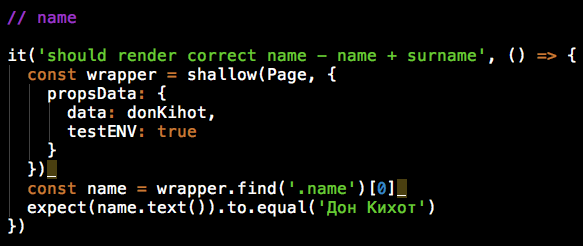 // name
it('should render correct name – name + surname', () => {
const wrapper = shallow(Page, {
propsData: {
data: donKihot,
testENV: true
}
})_
const name = wrapper.find('.name')[0]_
expect(name.text()).to.equal('Дон Кихот')
})